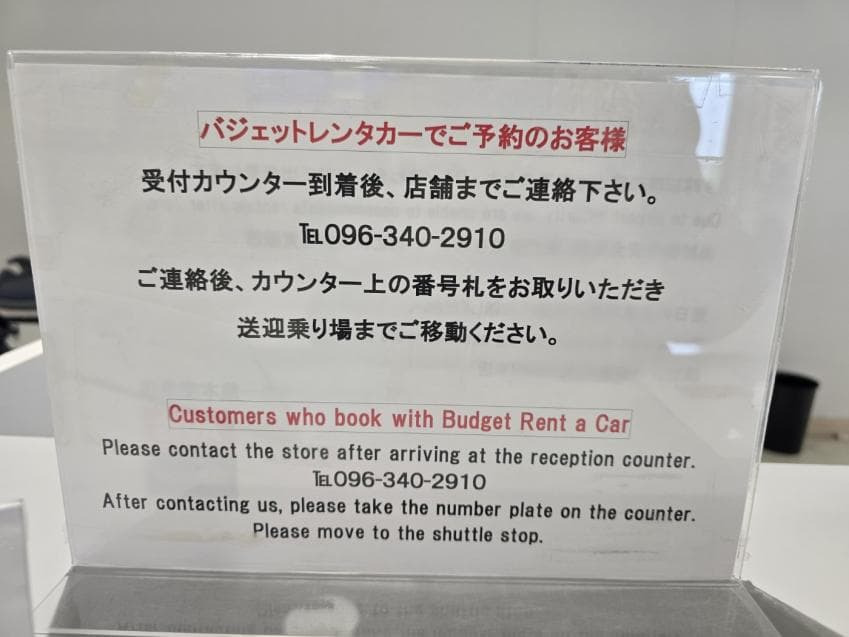 バジェットレンタカーでご予約のお客様
受付カウンター到着後、店舗までご連絡下さい。
℡096-340-2910
ご連絡後、カウンター上の番号札をお取りいただき
送迎乗り場までご移動ください。
Customers who book with Budget Rent a Car
Please contact the store after arriving at the reception counter.
℡096-340-2910
After contacting us, please take the number plate on the counter.
Please move to the shuttle stop.